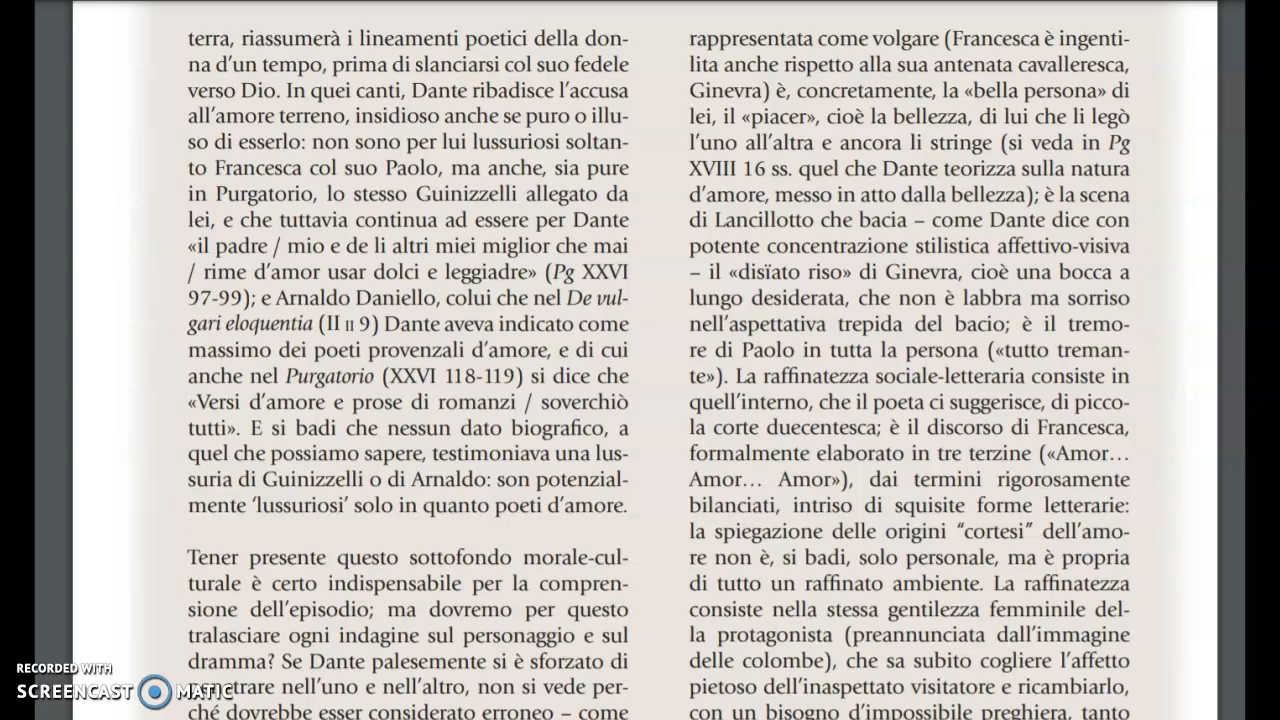 terra, riassumerà i lineamenti poetici della don-
na d'un tempo, prima di slanciarsi col suo fedele
verso Dio. In quei canti, Dante ribadisce l'accusa
all'amore terreno, insidioso anche se puro o illu-
so di esserlo: non sono per lui lussuriosi soltan-
to Francesca col suo Paolo, ma anche, sia pure
in Purgatorio, lo stesso Guinizzelli allegato da
lei, e che tuttavia continua ad essere per Dante
«il padre / mio e de li altri miei miglior che mai
/ rime d'amor usar dolci e leggiadre» (Pg XXVI
97-99); e Arnaldo Daniello, colui che nel De vul-
gari eloquentia (II II 9) Dante aveva indicato come
massimo dei poeti provenzali d'amore, e di cui
anche nel Purgatorio (XXVI 118-119) si dice che
«Versi d'amore e prose di romanzi / soverchiò
tutti». E si badi che nessun dato biografico, a
quel che possiamo sapere, testimoniava una lus-
suria di Guinizzelli o di Arnaldo: son potenzial-
mente 'lussuriosi' solo in quanto poeti d'amore.
Tener presente questo sottofondo morale-cul-
turale è certo indispensabile per la compren-
sione dell'episodio; ma dovremo per questo
tralasciare ogni indagine sul personaggio e sul
dramma? Se Dante palesemente si è sforzato di
nell'uno e nell'altro, non si vede per-
ché dovrebbe esser considerato erroneo – come
rappresentata come volgare (Francesca è ingenti-
lita anche rispetto alla sua antenata cavalleresca,
Ginevra) è, concretamente, la «bella persona» di
lei, il «piacer», cioè la bellezza, di lui che li legò
l'uno all'altra e ancora li stringe (si veda in Pg
XVIII 16 ss. quel che Dante teorizza sulla natura
d'amore, messo in atto dalla bellezza); è la scena
di Lancillotto che bacia – come Dante dice con
potente concentrazione stilistica affettivo-visiva
– il «disïato riso» di Ginevra, cioè una bocca a
lungo desiderata, che non è labbra ma sorriso
nell'aspettativa trepida del bacio; è il tremo-
re di Paolo in tutta la persona («tutto treman-
te»). La raffinatezza sociale-letteraria consiste in
quell'interno, che il poeta ci suggerisce, di picco-
la corte duecentesca; è il discorso di Francesca,
formalmente elaborato in tre terzine («Amor…
Amor… Amor»), dai termini rigorosamente
bilanciati, intriso di squisite forme letterarie:
la spiegazione delle origini "cortesi" dell'amo-
re non è, si badi, solo personale, ma è propria
di tutto un raffinato ambiente. La raffinatezza
consiste nella stessa gentilezza femminile del-
la protagonista (preannunciata dall'immagine
delle colombe), che sa subito cogliere l'affetto
pietoso dell'inaspettato visitatore e ricambiarlo,
con un bisogno d'impossibile preghiera, tanto
RECORDED WITH
SCREENCAST MATIC